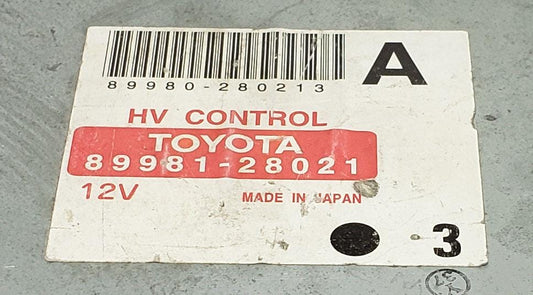 A
89980-280213
HV CONTROL
TOYOTA
89981-28021
12V
MADE IN JAPAN
3